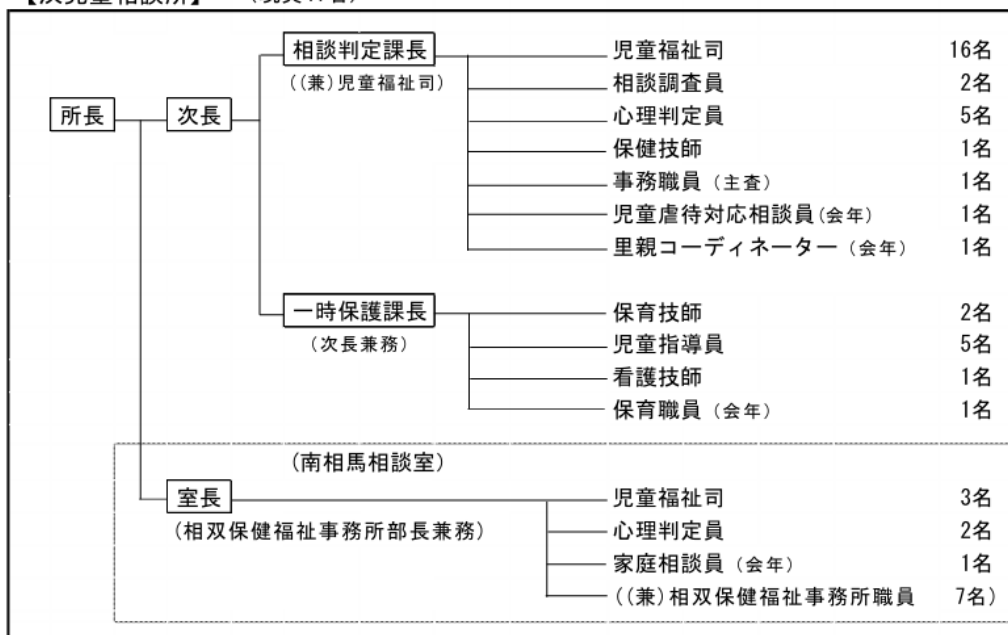 相談判定課長 児童福祉司 16名
((兼)児童福祉司) 相談調査員 2名
所長 次長 心理判定員 5名
保健技師 1名
事務職員(主査) 1名
児童虐待対応相談員(会年) 1名
里親コーディネーター(会年) 1名
一時保護課長 保育技師 2名
(次長兼務) 児童指導員 5名
看護技師 1名
保育職員(会年) 1名
(南相馬相談室)
室長 児童福祉司 3名
(相双保健福祉事務所部長兼務) 心理判定員 2名
家庭相談員(会年) 1名
((兼)相双保健福祉事務所職員 7名)